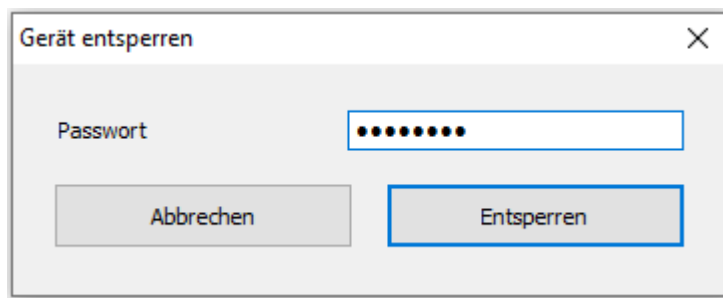 Gerät entsperren
Passwort
••••••••
Abbrechen
Entsperren